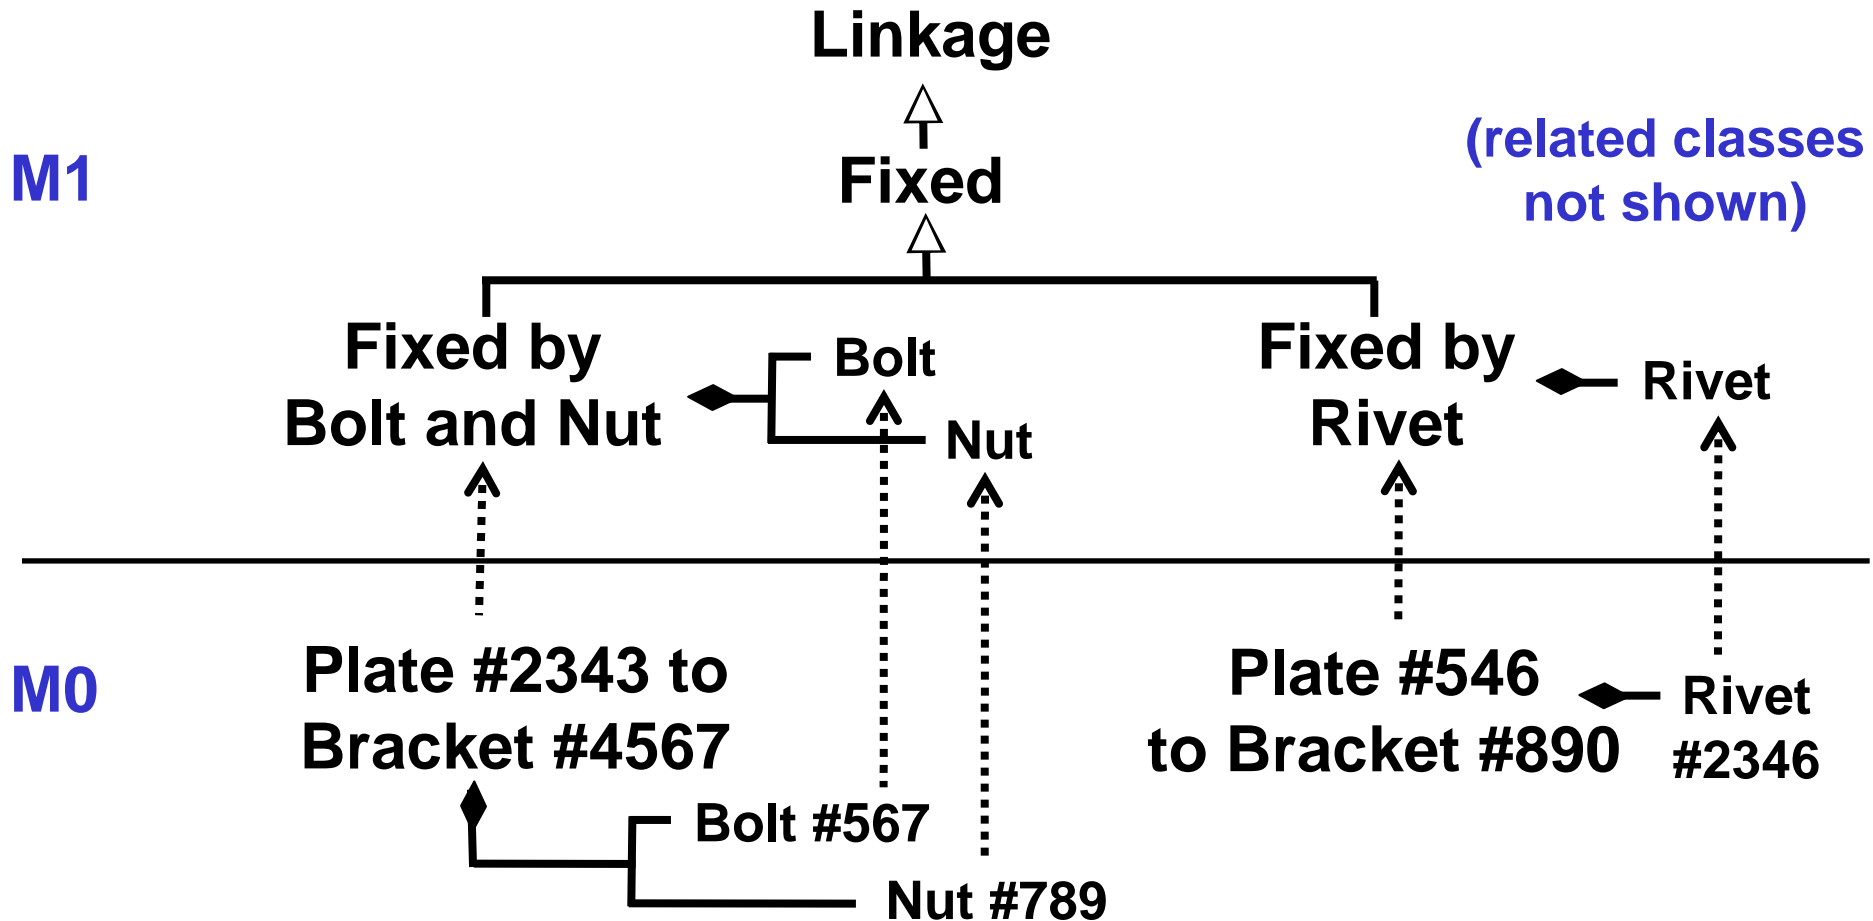 Linkage
M1
Fixed
(related classes
not shown)
Fixed by
Bolt and Nut
Bolt
Nut
Fixed by
Rivet
Rivet
M0
Plate #2343 to
Bracket #4567
Bolt #567
Nut #789
Plate #546
to Bracket #890
Rivet
#2346